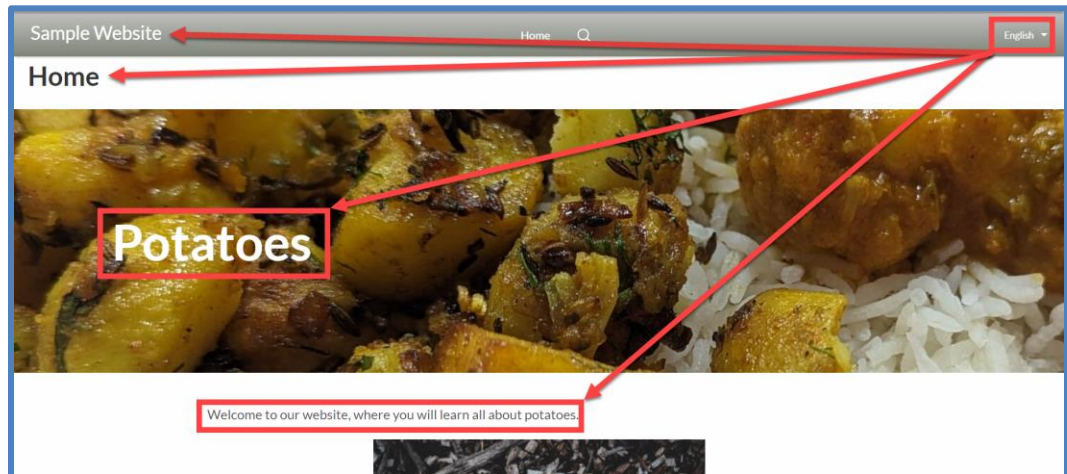 Sample Website
Home
English
Home
Potatoes
Welcome to our website, where you will learn all about potatoes.